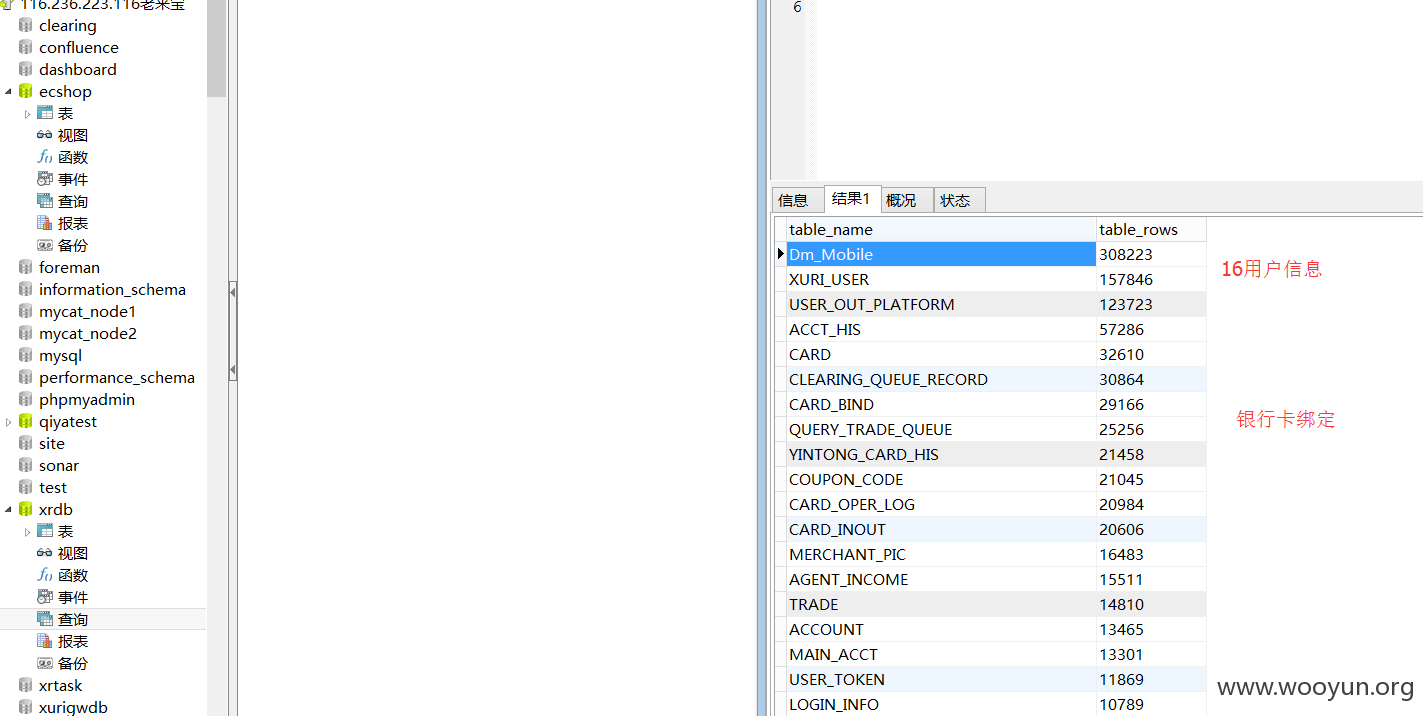 116.236.223.116老来宝
clearing
confluence
dashboard
ecshop
表
视图
函数
事件
查询
报表
备份
foreman
information_schema
mycat_node1
mycat_node2
mysql
performance_schema
phpmyadmin
qiyatest
site
sonar
test
xrdb
表
视图
函数
事件
查询
报表
备份
xrtask
xurigwdb
6
信息 结果1 概况 状态
table_name table_rows
Dm_Mobile 308223
16用户信息
XURI_USER 157846
USER_OUT_PLATFORM 123723
ACCT_HIS 57286
CARD 32610
CLEARING_QUEUE_RECORD 30864
CARD_BIND 29166
银行卡绑定
QUERY_TRADE_QUEUE 25256
YINTONG_CARD_HIS 21458
COUPON_CODE 21045
CARD_OPER_LOG 20984
CARD_INOUT 20606
MERCHANT_PIC 16483
AGENT_INCOME 15511
TRADE 14810
ACCOUNT 13465
MAIN_ACCT 13301
USER_TOKEN 11869
LOGIN_INFO 10789
www.wooyun.org